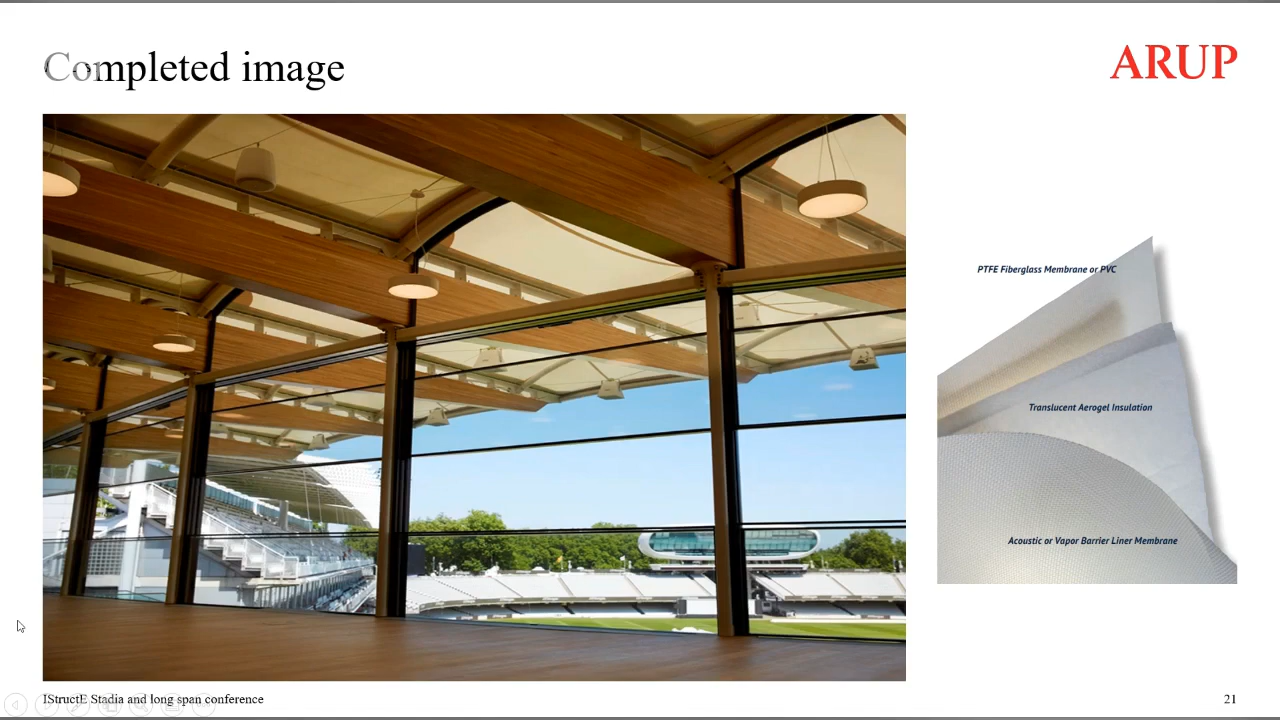 Completed image
ARUP
PTFE Fiberglass Membrane or PVC
Translucent Aerogel Insulation
Acoustic or Vapor Barrier Liner Membrane
IStructE Stadia and long span conference
21